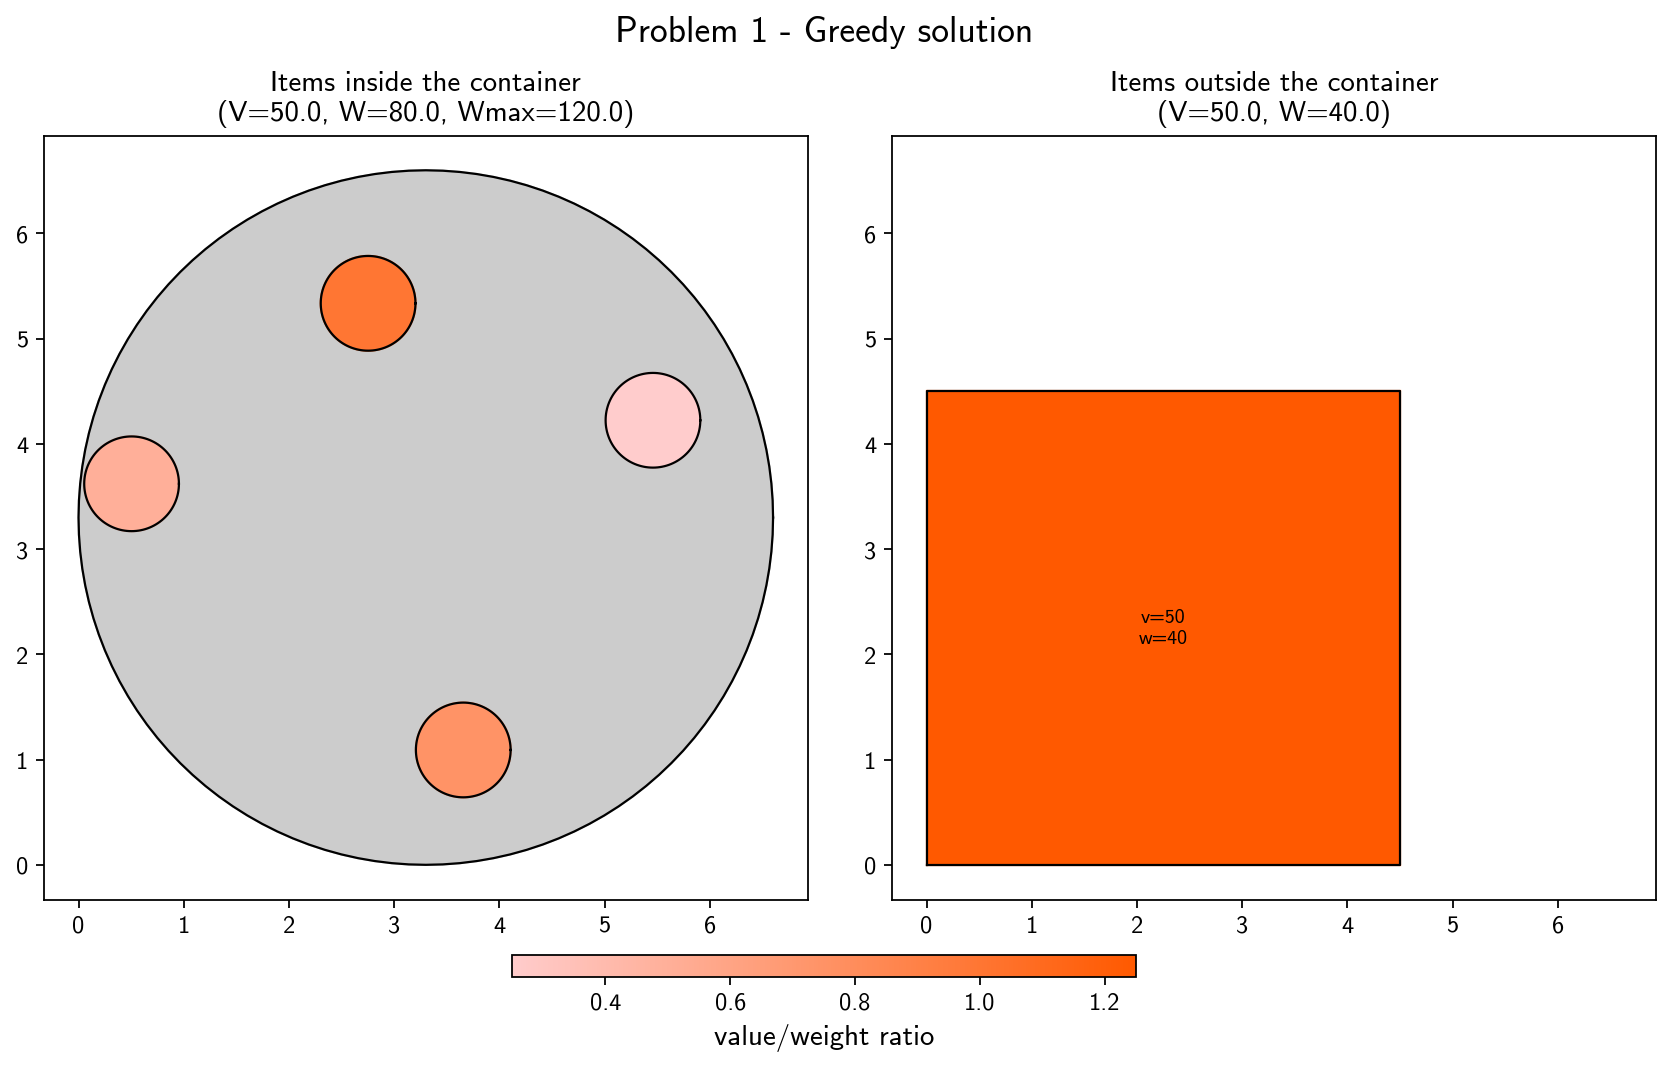 Problem 1 - Greedy solution
Items inside the container
(V=50.0, W=80.0, Wmax=120.0)
6
5
4
3
2
1
0
0 1 2 3 4 5 6
Items outside the container
(V=50.0, W=40.0)
6
5
4
3
2
1
0
v=50
w=40
0 1 2 3 4 5 6
0.4 0.6 0.8 1.0 1.2
value/weight ratio